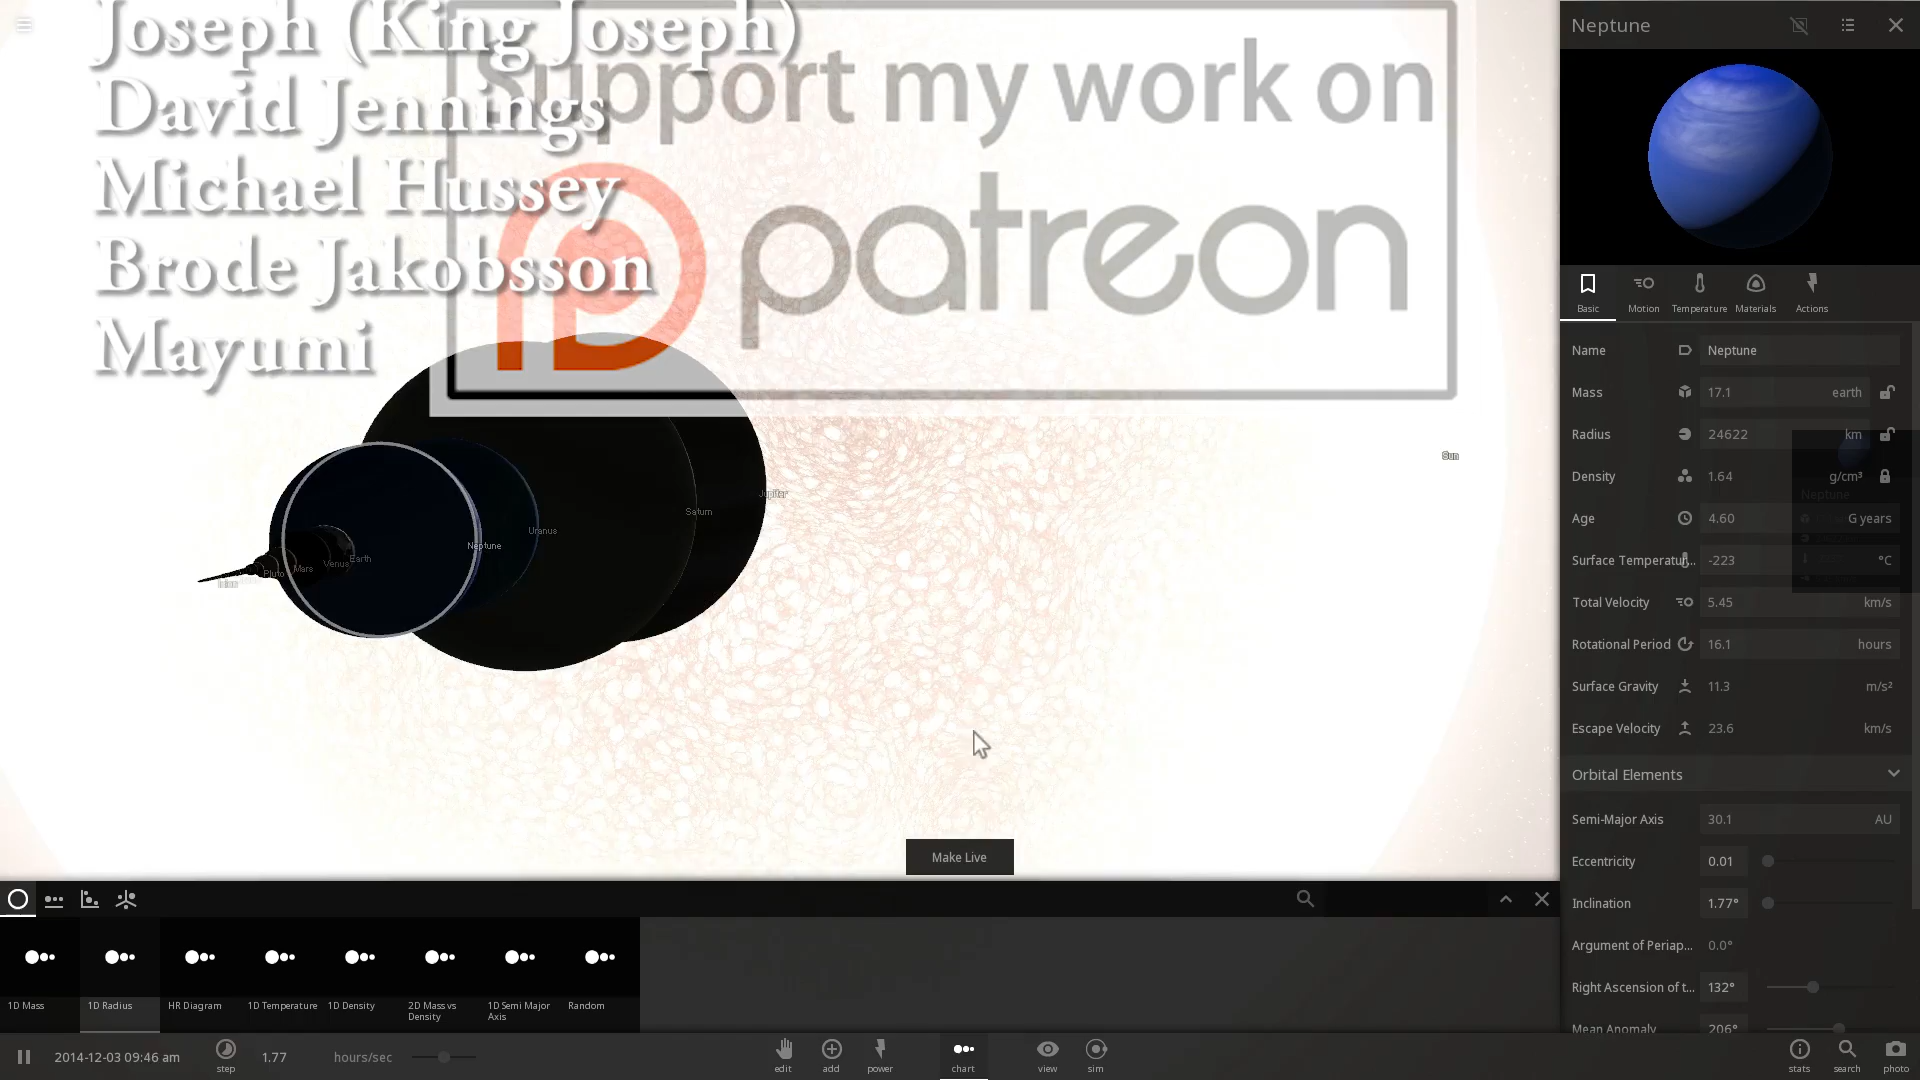 Joseph (King Joseph)
David Jennings
Michael Hussey
Brode Jakobsson
Mayumi
Support my work on
patreon
Sun
Jupiter
Saturn
Uranus
Neptune
Earth
Venus
Mars
Pluto
Make Live
1D Mass
1D Radius
HR Diagram
1D Temperature
1D Density
2D Mass vs Density
1D Semi Major Axis
Random
2014-12-03 09:46 am
step
1.77 hours/sec
edit
add
power
chart
view
sim
stats
search
photo
Neptune
Basic
Motion
Temperature
Materials
Actions
Name Neptune
Mass 17.1 earth
Radius 24622 km
Density 1.64 g/cm³
Neptune
Age 4.60 G years
Surface Temperatur... -223 °C
Total Velocity 5.45 km/s
Rotational Period 16.1 hours
Surface Gravity 11.3 m/s²
Escape Velocity 23.6 km/s
Orbital Elements
Semi-Major Axis 30.1 AU
Eccentricity 0.01
Inclination 1.77°
Argument of Periap... 0.0°
Right Ascension of t... 132°
Mean Anomaly 206°